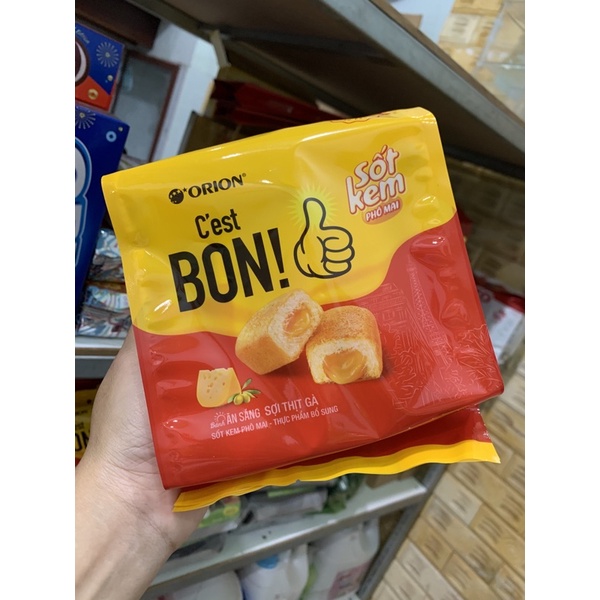 ORION
C'est
BON!
sốt
kem
PHÔ MAI
Bánh ĂN SÁNG SỢI THỊT GÀ
SỐT KEM PHÔ MAI - THỰC PHẨM BỔ SUNG